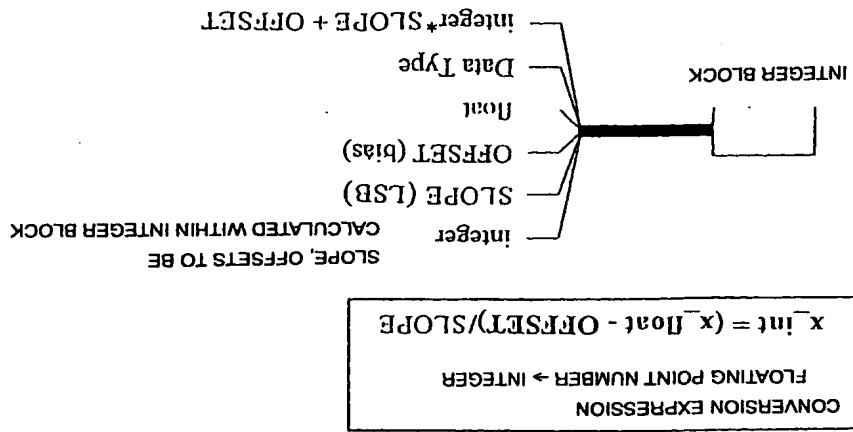 CONVERSION EXPRESSION
FLOATING POINT NUMBER → INTEGER
x_int = (x_float - OFFSET)/SLOPE
SLOPE, OFFSETS TO BE
CALCULATED WITHIN INTEGER BLOCK
integer
SLOPE (LSB)
OFFSET (bias)
float
Data Type
integer*SLOPE + OFFSET
INTEGER BLOCK